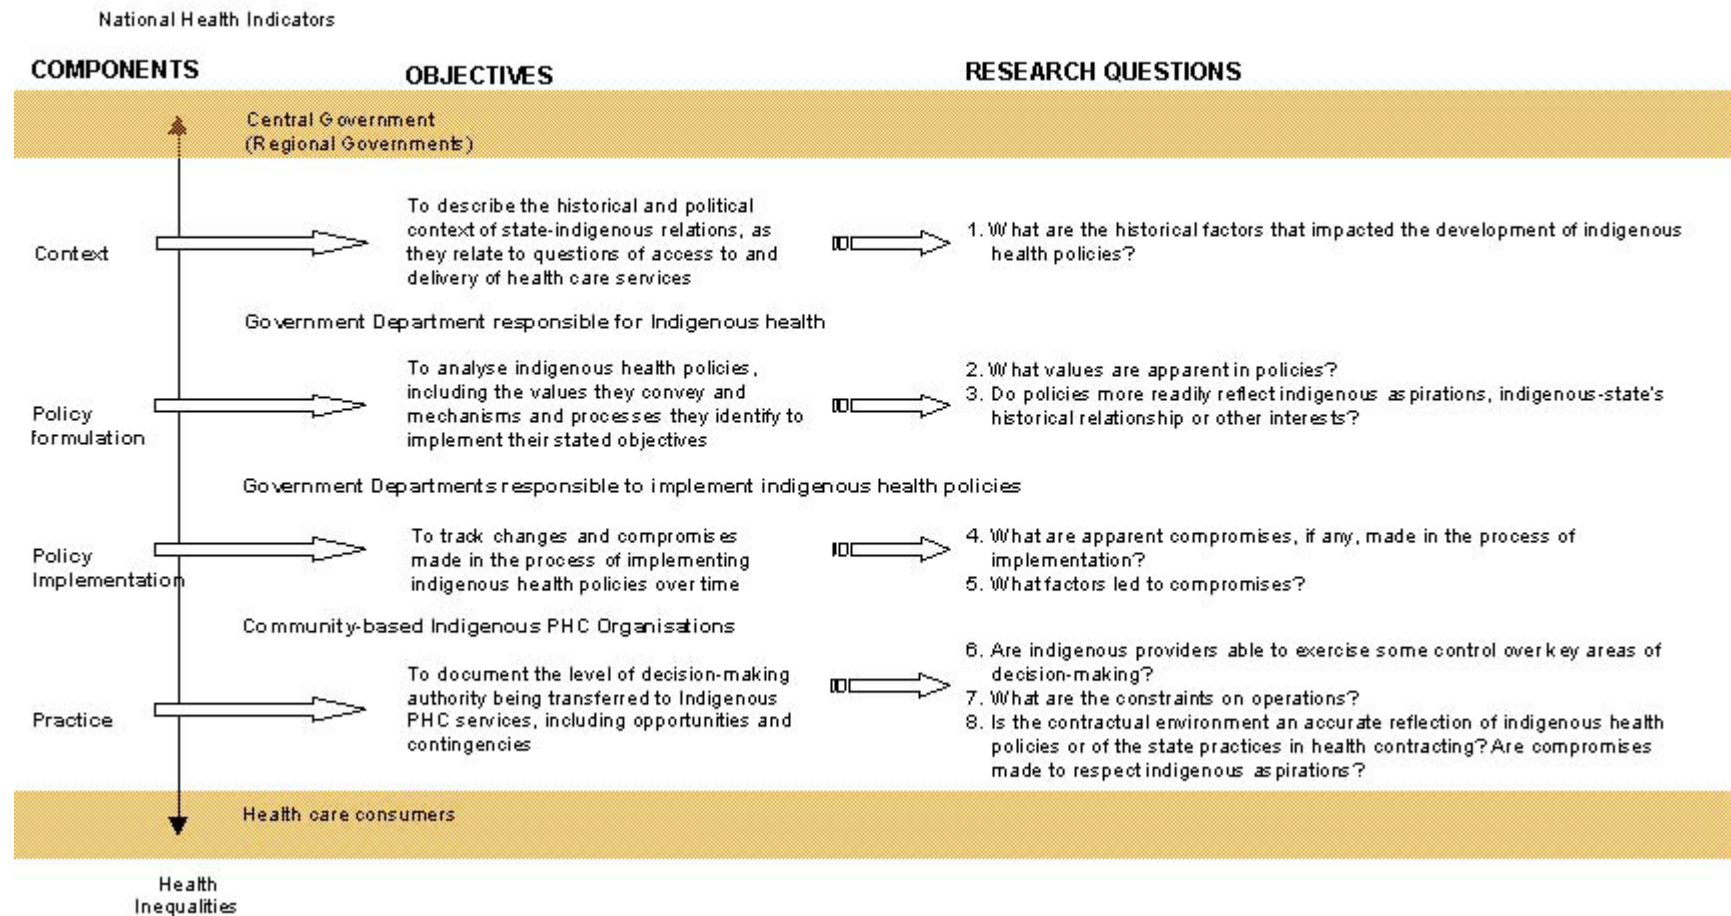 National Health Indicators
COMPONENTS
OBJECTIVES
RESEARCH QUESTIONS
Central Government
(Regional Governments)
Context
To describe the historical and political
context of state-indigenous relations, as
they relate to questions of access to and
delivery of health care services
1. What are the historical factors that impacted the development of indigenous
health policies?
Government Department responsible for Indigenous health
Policy
formulation
To analyse indigenous health policies,
including the values they convey and
mechanisms and processes they identify to
implement their stated objectives
2. What values are apparent in policies?
3. Do policies more readily reflect indigenous aspirations, indigenous-state's
historical relationship or other interests?
Government Departments responsible to implement indigenous health policies
Policy
Implementation
To track changes and compromises
made in the process of implementing
indigenous health policies over time
4. What are apparent compromises, if any, made in the process of
implementation?
5. What factors led to compromises?
Community-based Indigenous PHC Organisations
Practice
To document the level of decision-making
authority being transferred to Indigenous
PHC services, including opportunities and
contingencies
6. Are indigenous providers able to exercise some control over key areas of
decision-making?
7. What are the constraints on operations?
8. Is the contractual environment an accurate reflection of indigenous health
policies or of the state practices in health contracting? Are compromises
made to respect indigenous aspirations?
Health care consumers
Health
Inequalities